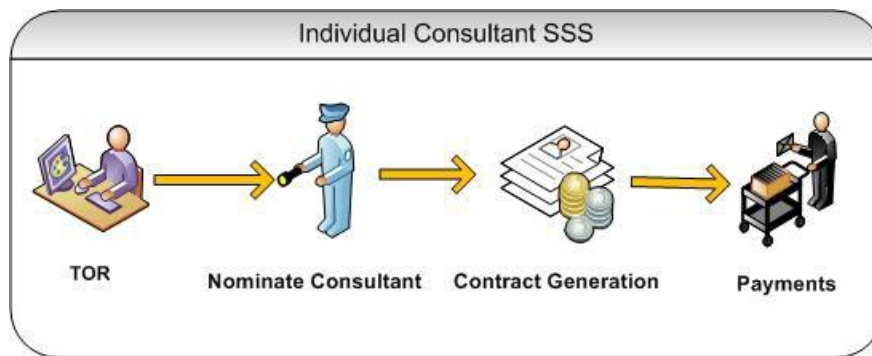 Individual Consultant SSS
TOR
Nominate Consultant
Contract Generation
Payments